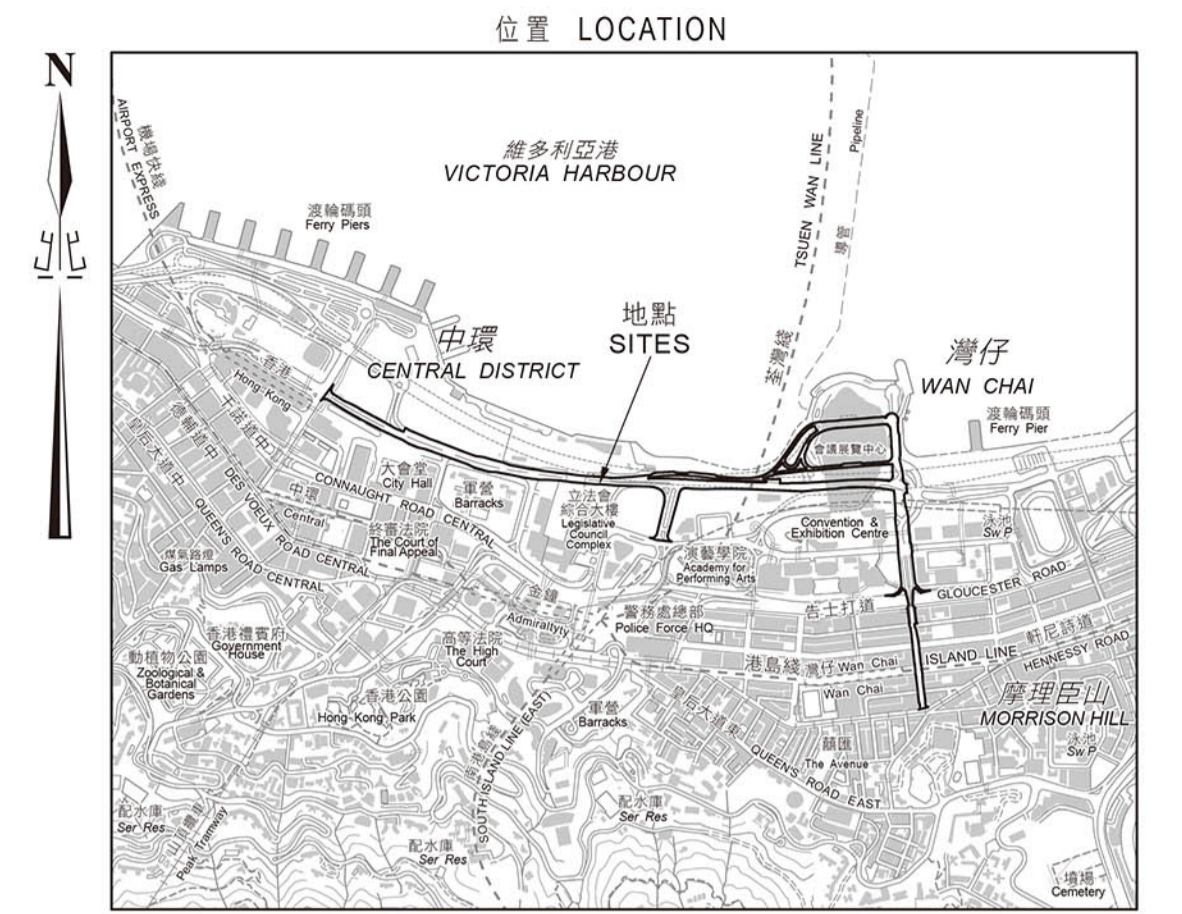 位置 LOCATION
N
北
機場快綫
AIRPORT EXPRESS
維多利亞港
VICTORIA HARBOUR
TSUEN WAN LINE
荃灣綫
Pipeline
導管
渡輪碼頭
Ferry Piers
中環
CENTRAL DISTRICT
地點
SITES
灣仔
WAN CHAI
渡輪碼頭
Ferry Pier
香港
Hong Kong
干諾道中
CONNAUGHT ROAD CENTRAL
德輔道中
DES VOEUX ROAD CENTRAL
皇后大道中
QUEEN'S ROAD CENTRAL
中環
Central
大會堂
City Hall
軍營
Barracks
立法會
綜合大樓
Legislative
Council
Complex
終審法院
The Court of
Final Appeal
會議展覽中心
Convention &
Exhibition Centre
泳池
Sw P
演藝學院
Academy for
Performing Arts
煤氣路燈
Gas Lamps
金鐘
Admiraltyty
警務處總部
Police Force HQ
告士打道
GLOUCESTER ROAD
軒尼詩道
HENNESSY ROAD
香港禮賓府
Government
House
高等法院
The High
Court
動植物公園
Zoological &
Botanical
Gardens
港島綫
ISLAND LINE
灣仔 Wan Chai
Wan Chai
香港公園
Hong Kong Park
軍營
Barracks
皇后大道東
QUEEN'S ROAD EAST
摩理臣山
MORRISON HILL
泳池
Sw P
囍匯
The Avenue
南港島綫
SOUTH ISLAND LINE(EAST)
配水庫
Ser Res
山頂纜車
Peak Tramway
配水庫
Ser Res
配水庫
Ser Res
墳場
Cemetery